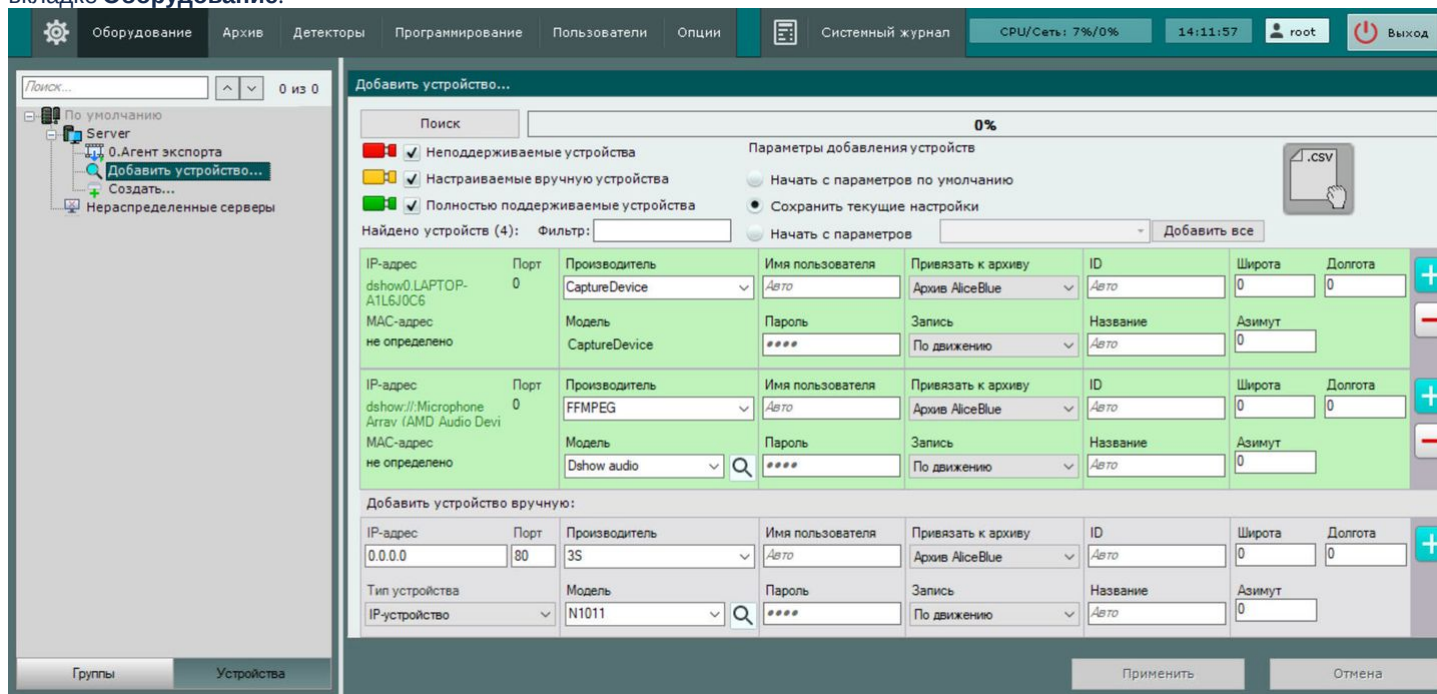 вкладке Оборудование.
Оборудование Архив Детекторы Программирование Пользователи Опции Системный журнал CPU/Сеть: 7%/0% 14:11:57 root Выход
Поиск... 0 из 0
По умолчанию
Server
0.Агент экспорта
Добавить устройство...
Создать...
Нераспределенные серверы
Группы Устройства
Добавить устройство...
Поиск 0%
Неподдерживаемые устройства
Настраиваемые вручную устройства
Полностью поддерживаемые устройства
Параметры добавления устройств
Начать с параметров по умолчанию
Сохранить текущие настройки
Начать с параметров Добавить все
.CSV
Найдено устройств (4): Фильтр:
IP-адрес Порт Производитель Имя пользователя Привязать к архиву ID Широта Долгота
dshow0.LAPTOP-A1L6J0C6 0 CaptureDevice Авто Архив AliceBlue Авто 0 0
МАС-адрес Модель Пароль Запись Название Азимут
не определено CaptureDevice **** По движению Авто 0
IP-адрес Порт Производитель Имя пользователя Привязать к архиву ID Широта Долгота
dshow://:Microphone Array (AMD Audio Devi 0 FFMPEG Авто Архив AliceBlue Авто 0 0
МАС-адрес Модель Пароль Запись Название Азимут
не определено Dshow audio **** По движению Авто 0
Добавить устройство вручную:
IP-адрес Порт Производитель Имя пользователя Привязать к архиву ID Широта Долгота
0.0.0.0 80 3S Авто Архив AliceBlue Авто 0 0
Тип устройства Модель Пароль Запись Название Азимут
IP-устройство N1011 **** По движению Авто 0
Применить Отмена